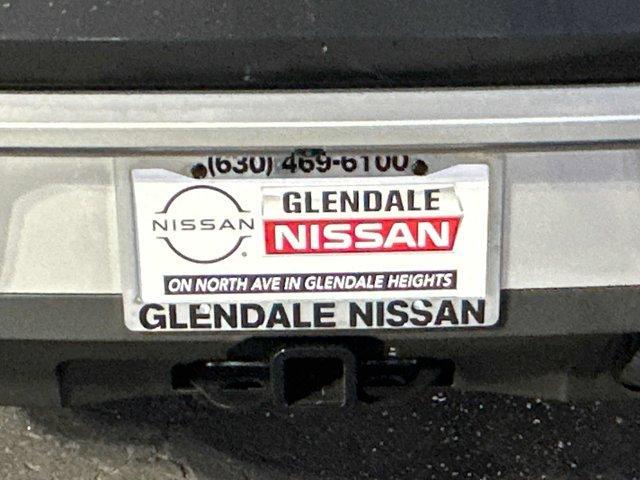 (630) 469-6100
NISSAN
GLENDALE
NISSAN
ON NORTH AVE IN GLENDALE HEIGHTS
GLENDALE NISSAN